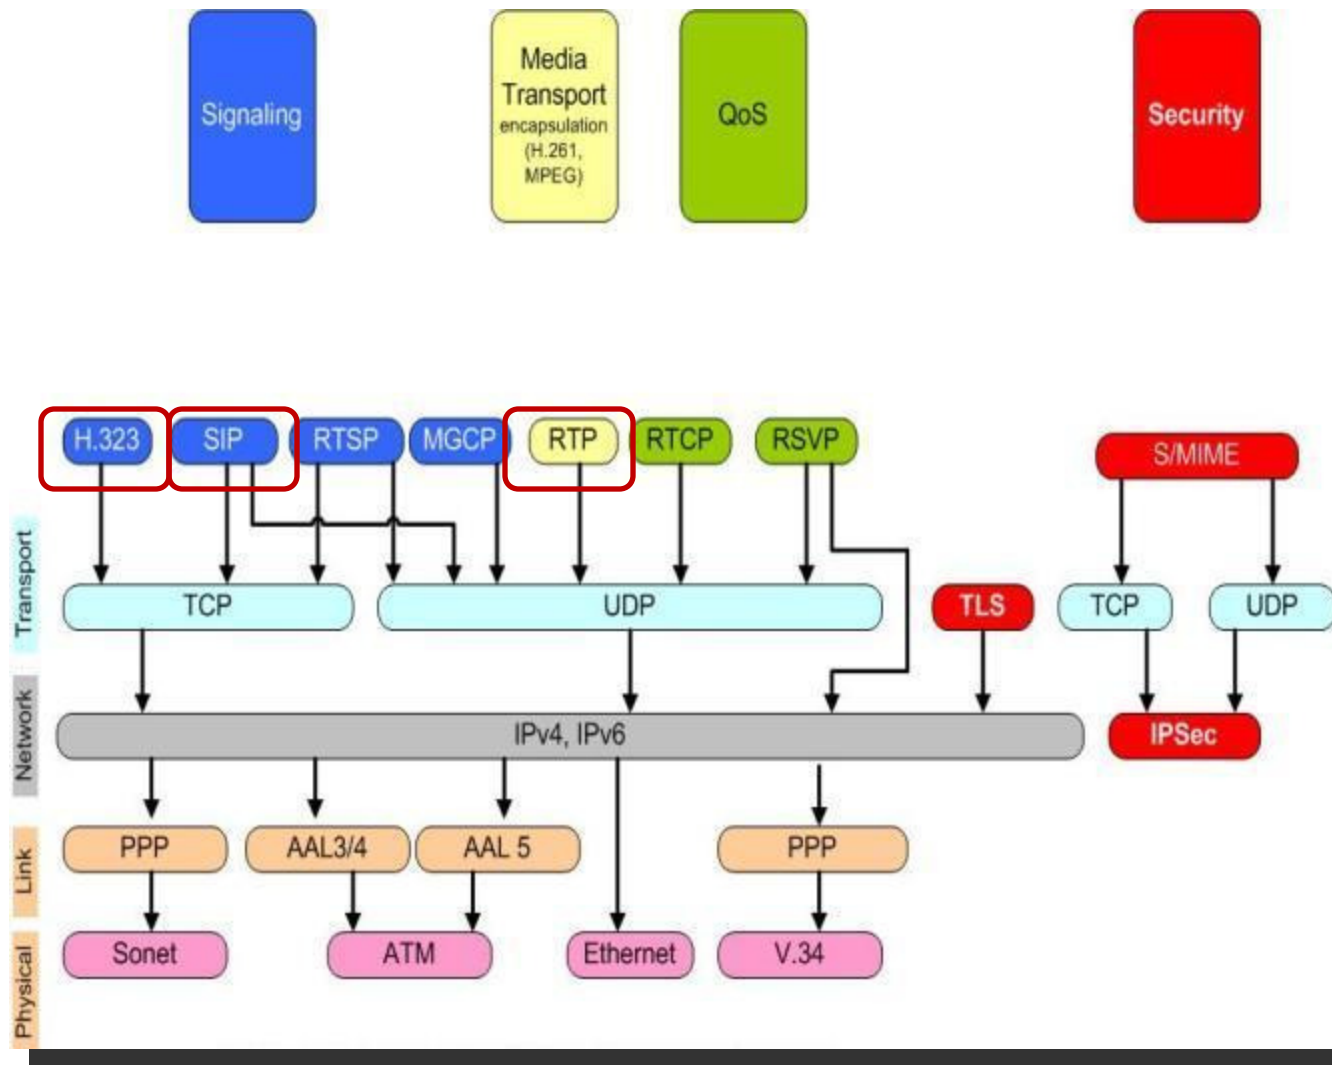 Signaling
Media
Transport
encapsulation
(H.261,
MPEG)
QoS
Security
H.323
SIP
RTSP
MGCP
RTP
RTCP
RSVP
S/MIME
Transport
TCP
UDP
TLS
TCP
UDP
Network
IPv4, IPv6
IPSec
Link
PPP
AAL3/4
AAL 5
PPP
Physical
Sonet
ATM
Ethernet
V.34